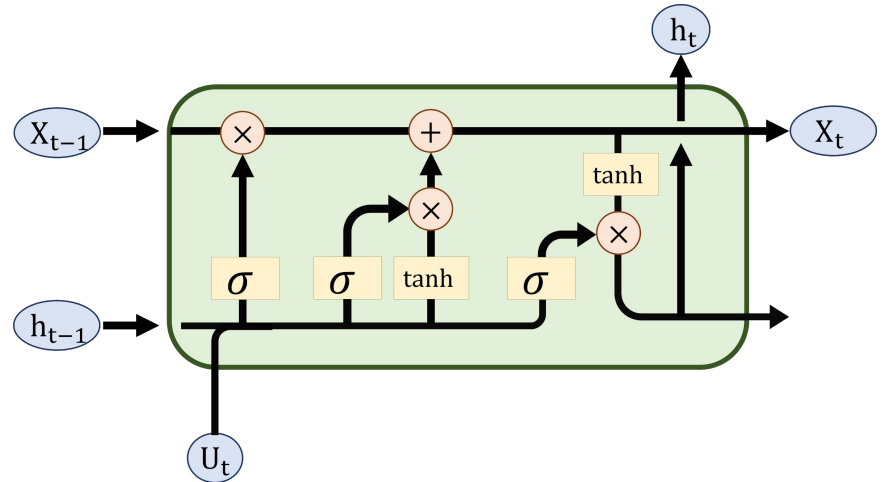 h_t
X_{t-1}
×
+
X_t
tanh
×
×
σ
σ
tanh
σ
h_{t-1}
U_t